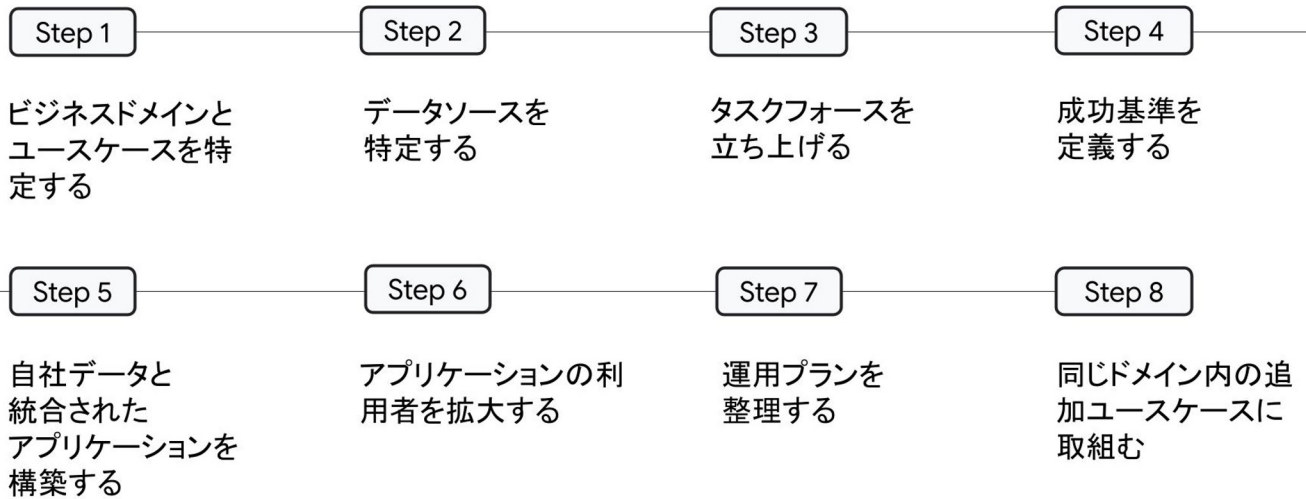 Step 1
Step 2
Step 3
Step 4
ビジネスドメインと
ユースケースを特
定する
データソースを
特定する
タスクフォースを
立ち上げる
成功基準を
定義する
Step 5
Step 6
Step 7
Step 8
自社データと
統合された
アプリケーションを
構築する
アプリケーションの利
用者を拡大する
運用プランを
整理する
同じドメイン内の追
加ユースケースに
取組む